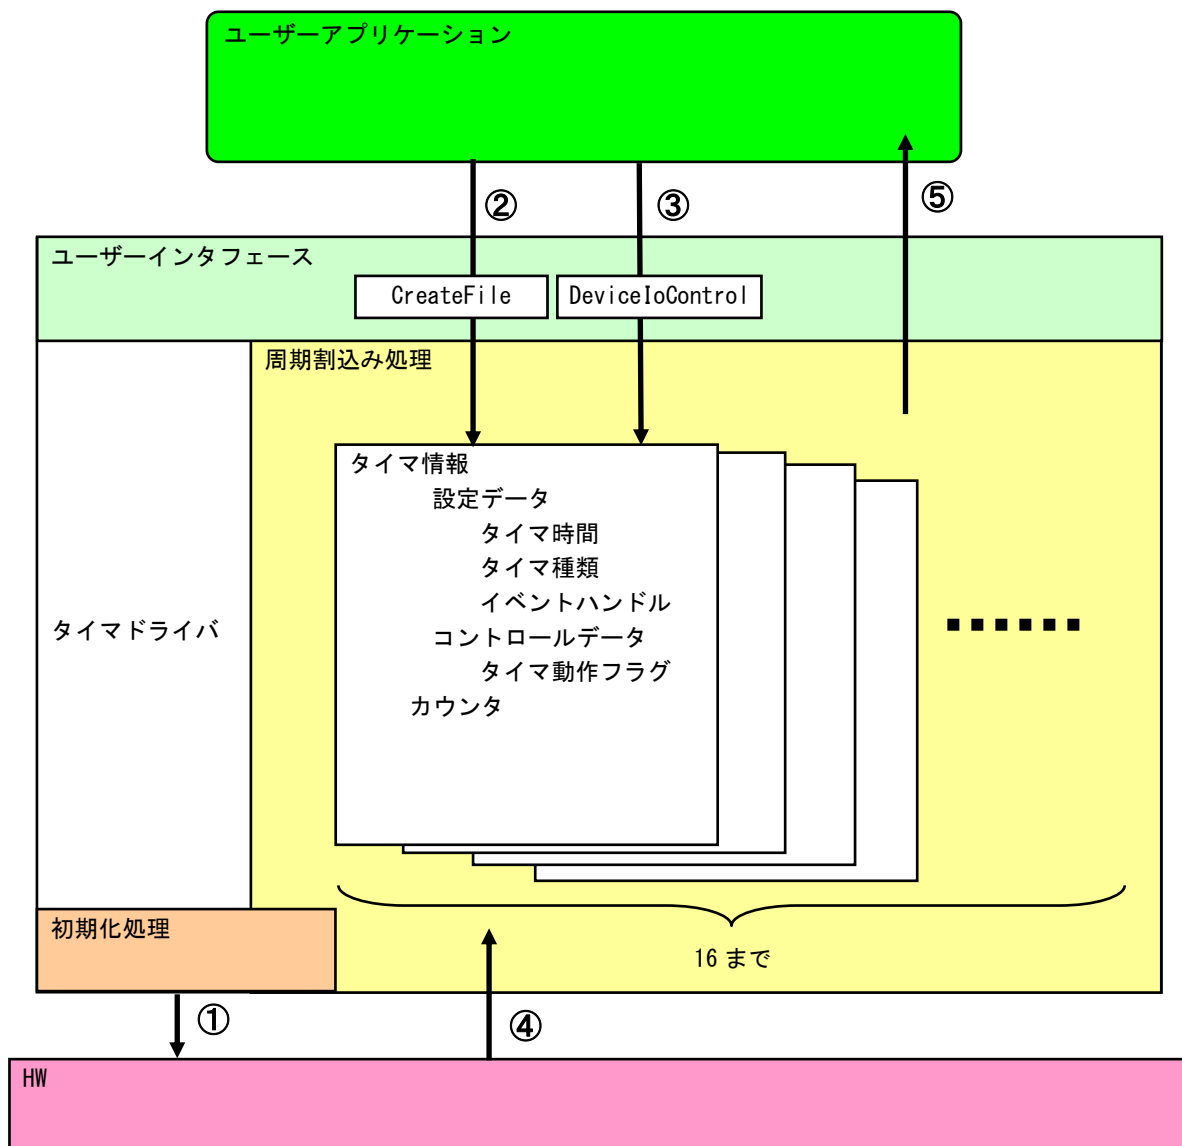 ユーザーアプリケーション
②
③
⑤
ユーザーインタフェース
CreateFile
DeviceIoControl
周期割込み処理
タイマ情報
設定データ
タイマ時間
タイマ種類
イベントハンドル
コントロールデータ
タイマ動作フラグ
カウンタ
タイマドライバ
初期化処理
16 まで
①
④
HW